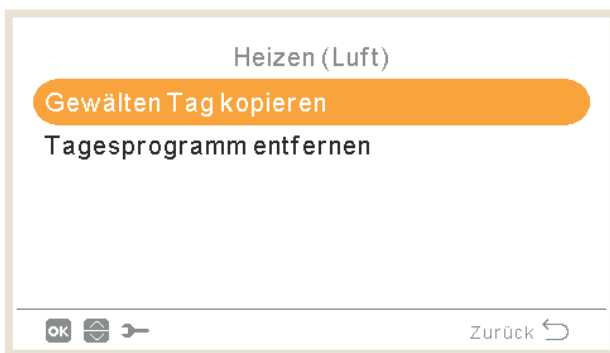 Heizen (Luft)
Gewälten Tag kopieren
Tagesprogramm entfernen
OK
Zurück